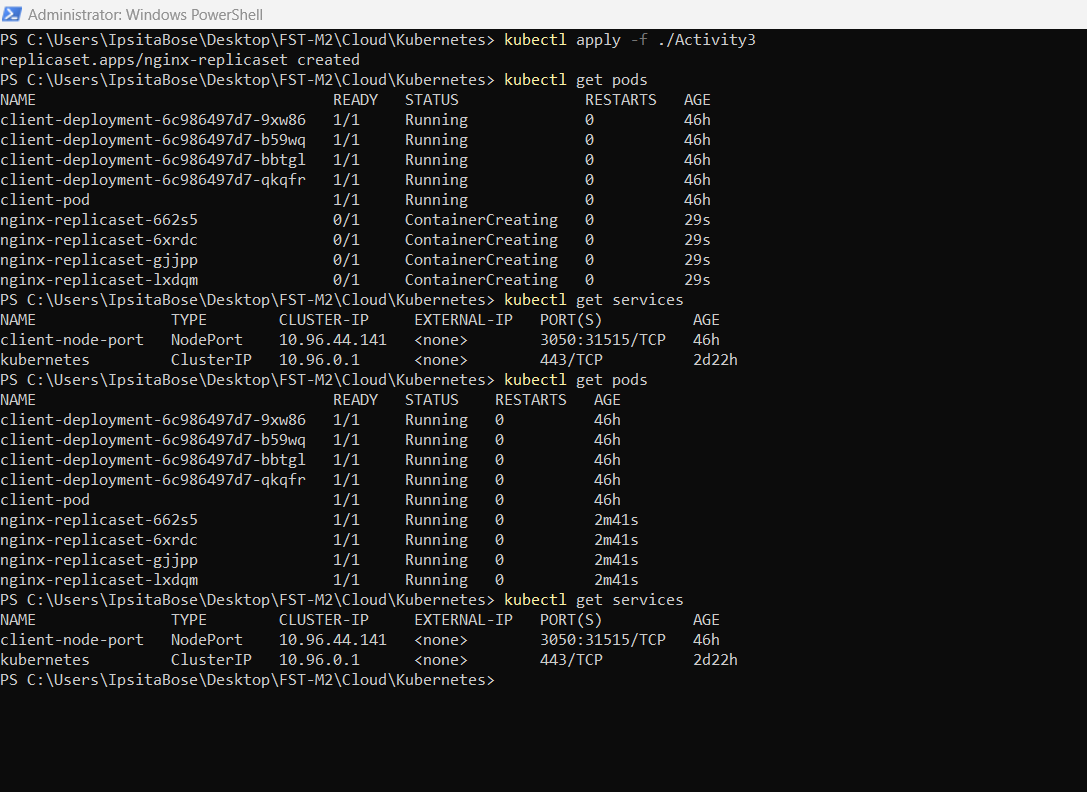 Administrator: Windows PowerShell
PS C:\Users\IpsitaBose\Desktop\FST-M2\Cloud\Kubernetes> kubectl apply -f ./Activity3
replicaset.apps/nginx-replicaset created
PS C:\Users\IpsitaBose\Desktop\FST-M2\Cloud\Kubernetes> kubectl get pods
NAME READY STATUS RESTARTS AGE
client-deployment-6c986497d7-9xw86 1/1 Running 0 46h
client-deployment-6c986497d7-b59wq 1/1 Running 0 46h
client-deployment-6c986497d7-bbtgl 1/1 Running 0 46h
client-deployment-6c986497d7-qkqfr 1/1 Running 0 46h
client-pod 1/1 Running 0 46h
nginx-replicaset-662s5 0/1 ContainerCreating 0 29s
nginx-replicaset-6xrdc 0/1 ContainerCreating 0 29s
nginx-replicaset-gjjpp 0/1 ContainerCreating 0 29s
nginx-replicaset-lxdqm 0/1 ContainerCreating 0 29s
PS C:\Users\IpsitaBose\Desktop\FST-M2\Cloud\Kubernetes> kubectl get services
NAME TYPE CLUSTER-IP EXTERNAL-IP PORT(S) AGE
client-node-port NodePort 10.96.44.141 <none> 3050:31515/TCP 46h
kubernetes ClusterIP 10.96.0.1 <none> 443/TCP 2d22h
PS C:\Users\IpsitaBose\Desktop\FST-M2\Cloud\Kubernetes> kubectl get pods
NAME READY STATUS RESTARTS AGE
client-deployment-6c986497d7-9xw86 1/1 Running 0 46h
client-deployment-6c986497d7-b59wq 1/1 Running 0 46h
client-deployment-6c986497d7-bbtgl 1/1 Running 0 46h
client-deployment-6c986497d7-qkqfr 1/1 Running 0 46h
client-pod 1/1 Running 0 46h
nginx-replicaset-662s5 1/1 Running 0 2m41s
nginx-replicaset-6xrdc 1/1 Running 0 2m41s
nginx-replicaset-gjjpp 1/1 Running 0 2m41s
nginx-replicaset-lxdqm 1/1 Running 0 2m41s
PS C:\Users\IpsitaBose\Desktop\FST-M2\Cloud\Kubernetes> kubectl get services
NAME TYPE CLUSTER-IP EXTERNAL-IP PORT(S) AGE
client-node-port NodePort 10.96.44.141 <none> 3050:31515/TCP 46h
kubernetes ClusterIP 10.96.0.1 <none> 443/TCP 2d22h
PS C:\Users\IpsitaBose\Desktop\FST-M2\Cloud\Kubernetes>